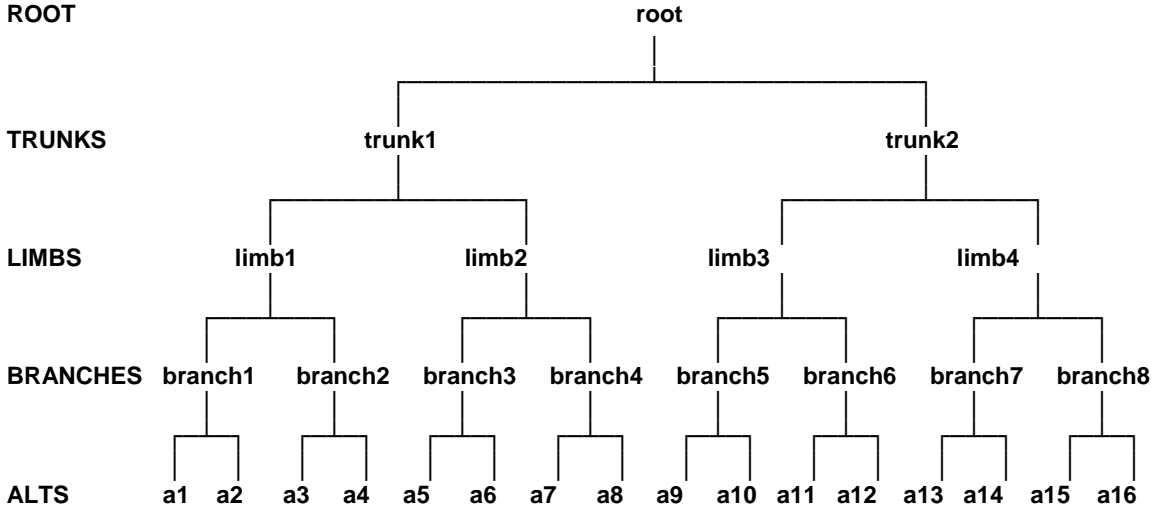 ROOT root
TRUNKS trunk1 trunk2
LIMBS limb1 limb2 limb3 limb4
BRANCHES branch1 branch2 branch3 branch4 branch5 branch6 branch7 branch8
ALTS a1 a2 a3 a4 a5 a6 a7 a8 a9 a10 a11 a12 a13 a14 a15 a16